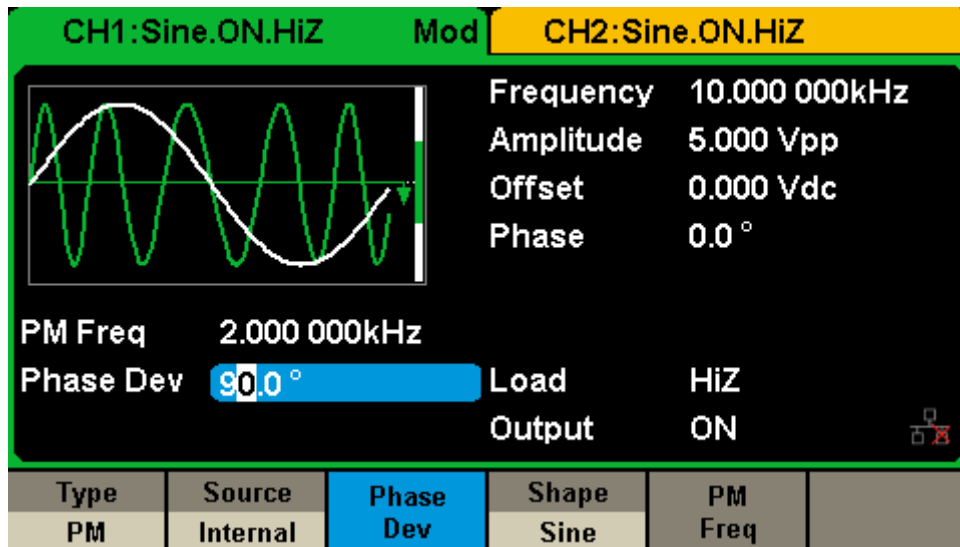 CH1:Sine.ON.HiZ Mod CH2:Sine.ON.HiZ
Frequency 10.000 000kHz
Amplitude 5.000 Vpp
Offset 0.000 Vdc
Phase 0.0 °
PM Freq 2.000 000kHz
Phase Dev 90.0 ° Load HiZ
Output ON
Type Source Phase Dev Shape PM Freq
PM Internal Sine